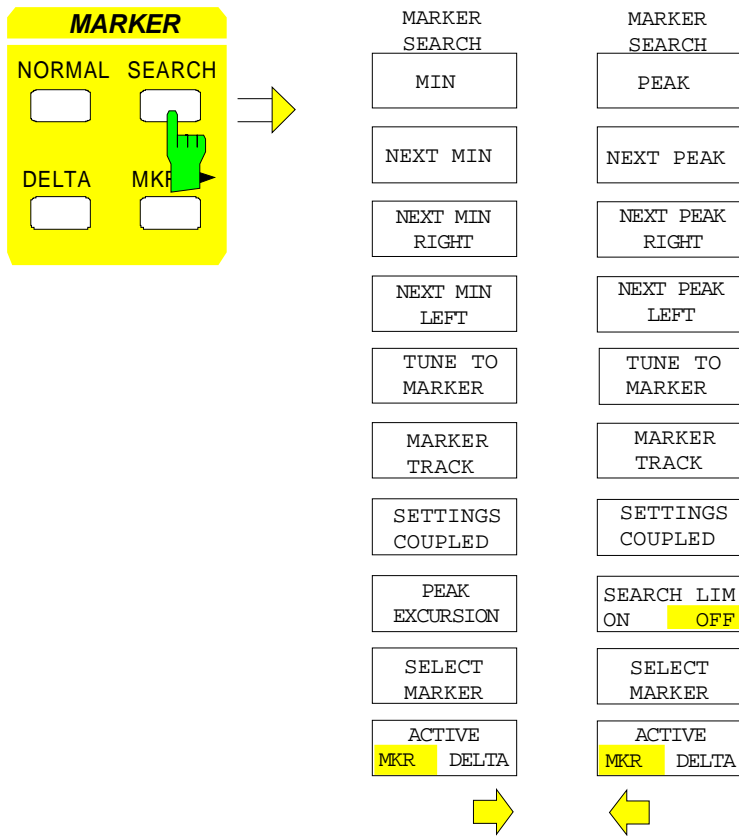 MARKER
NORMAL SEARCH
DELTA MKR
MARKER
SEARCH
MIN
NEXT MIN
NEXT MIN
RIGHT
NEXT MIN
LEFT
TUNE TO
MARKER
MARKER
TRACK
SETTINGS
COUPLED
PEAK
EXCURSION
SELECT
MARKER
ACTIVE
MKR DELTA
MARKER
SEARCH
PEAK
NEXT PEAK
NEXT PEAK
RIGHT
NEXT PEAK
LEFT
TUNE TO
MARKER
MARKER
TRACK
SETTINGS
COUPLED
SEARCH LIM
ON OFF
SELECT
MARKER
ACTIVE
MKR DELTA